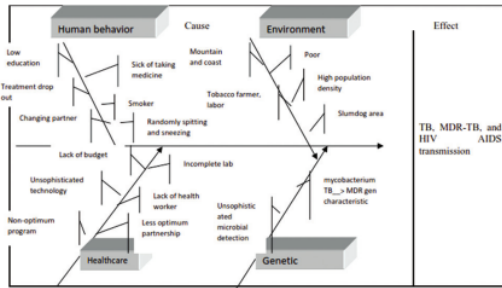 Human behavior
Cause
Environment
Effect
Low
education
Sick of taking
medicine
Treatment drop
out
Smoker
Changing partner
Randomly spitting
and sneezing
Mountain
and coast
Poor
High population
density
Tobacco farmer,
labor
Slumdog area
TB, MDR-TB, and
HIV AIDS
transmission
Lack of budget
Incomplete lab
Unsophisticated
technology
Lack of health
worker
Non-optimum
program
Less optimum
partnership
Healthcare
mycobacterium
TB__> MDR gen
characteristic
Unsophistic
ated
microbial
detection
Genetic